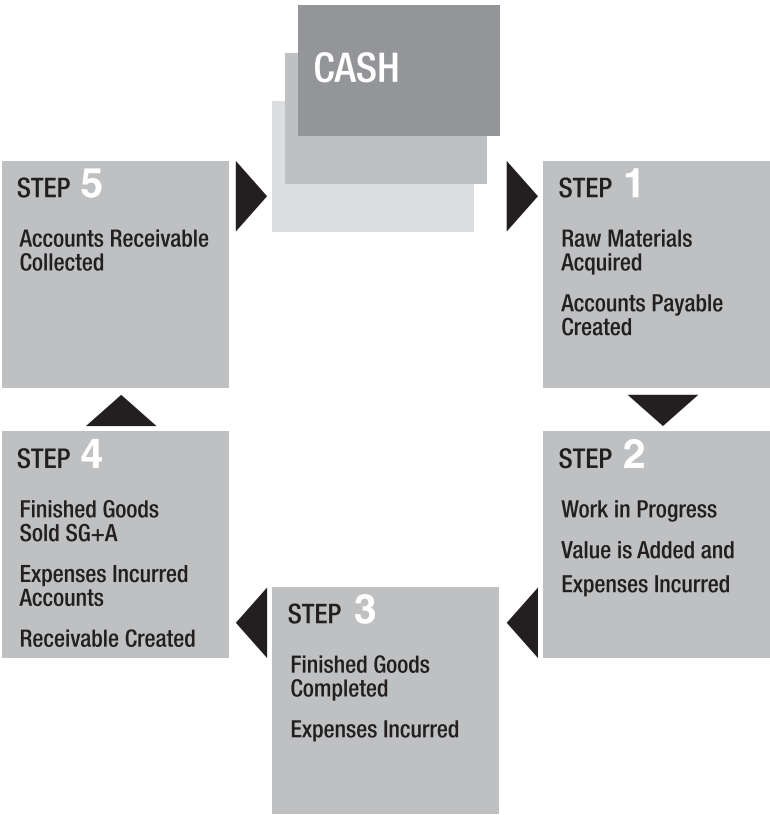 CASH
STEP 1
Raw Materials
Acquired
Accounts Payable
Created
STEP 2
Work in Progress
Value is Added and
Expenses Incurred
STEP 3
Finished Goods
Completed
Expenses Incurred
STEP 4
Finished Goods
Sold SG+A
Expenses Incurred
Accounts
Receivable Created
STEP 5
Accounts Receivable
Collected